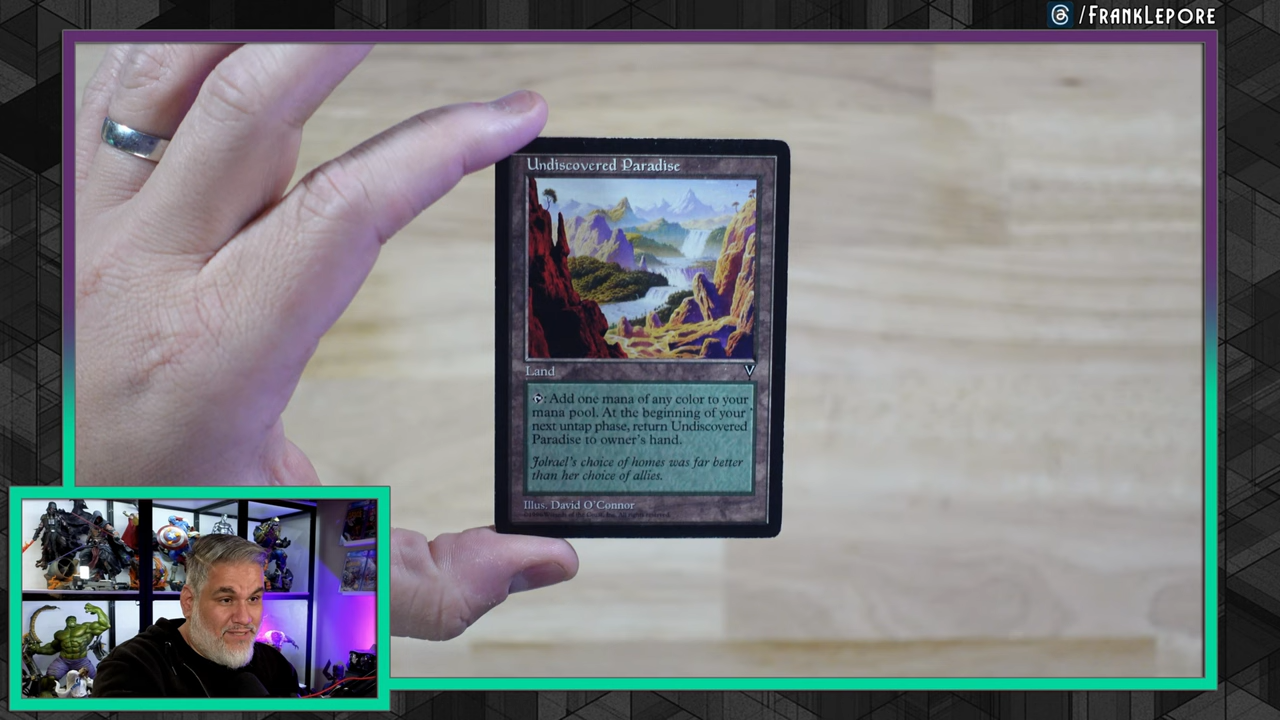 /FrankLepore
Undiscovered Paradise
Land
: Add one mana of any color to your
mana pool. At the beginning of your
next untap phase, return Undiscovered
Paradise to owner's hand.
Jolrael's choice of homes was far better
than her choice of allies.
Illus. David O'Connor